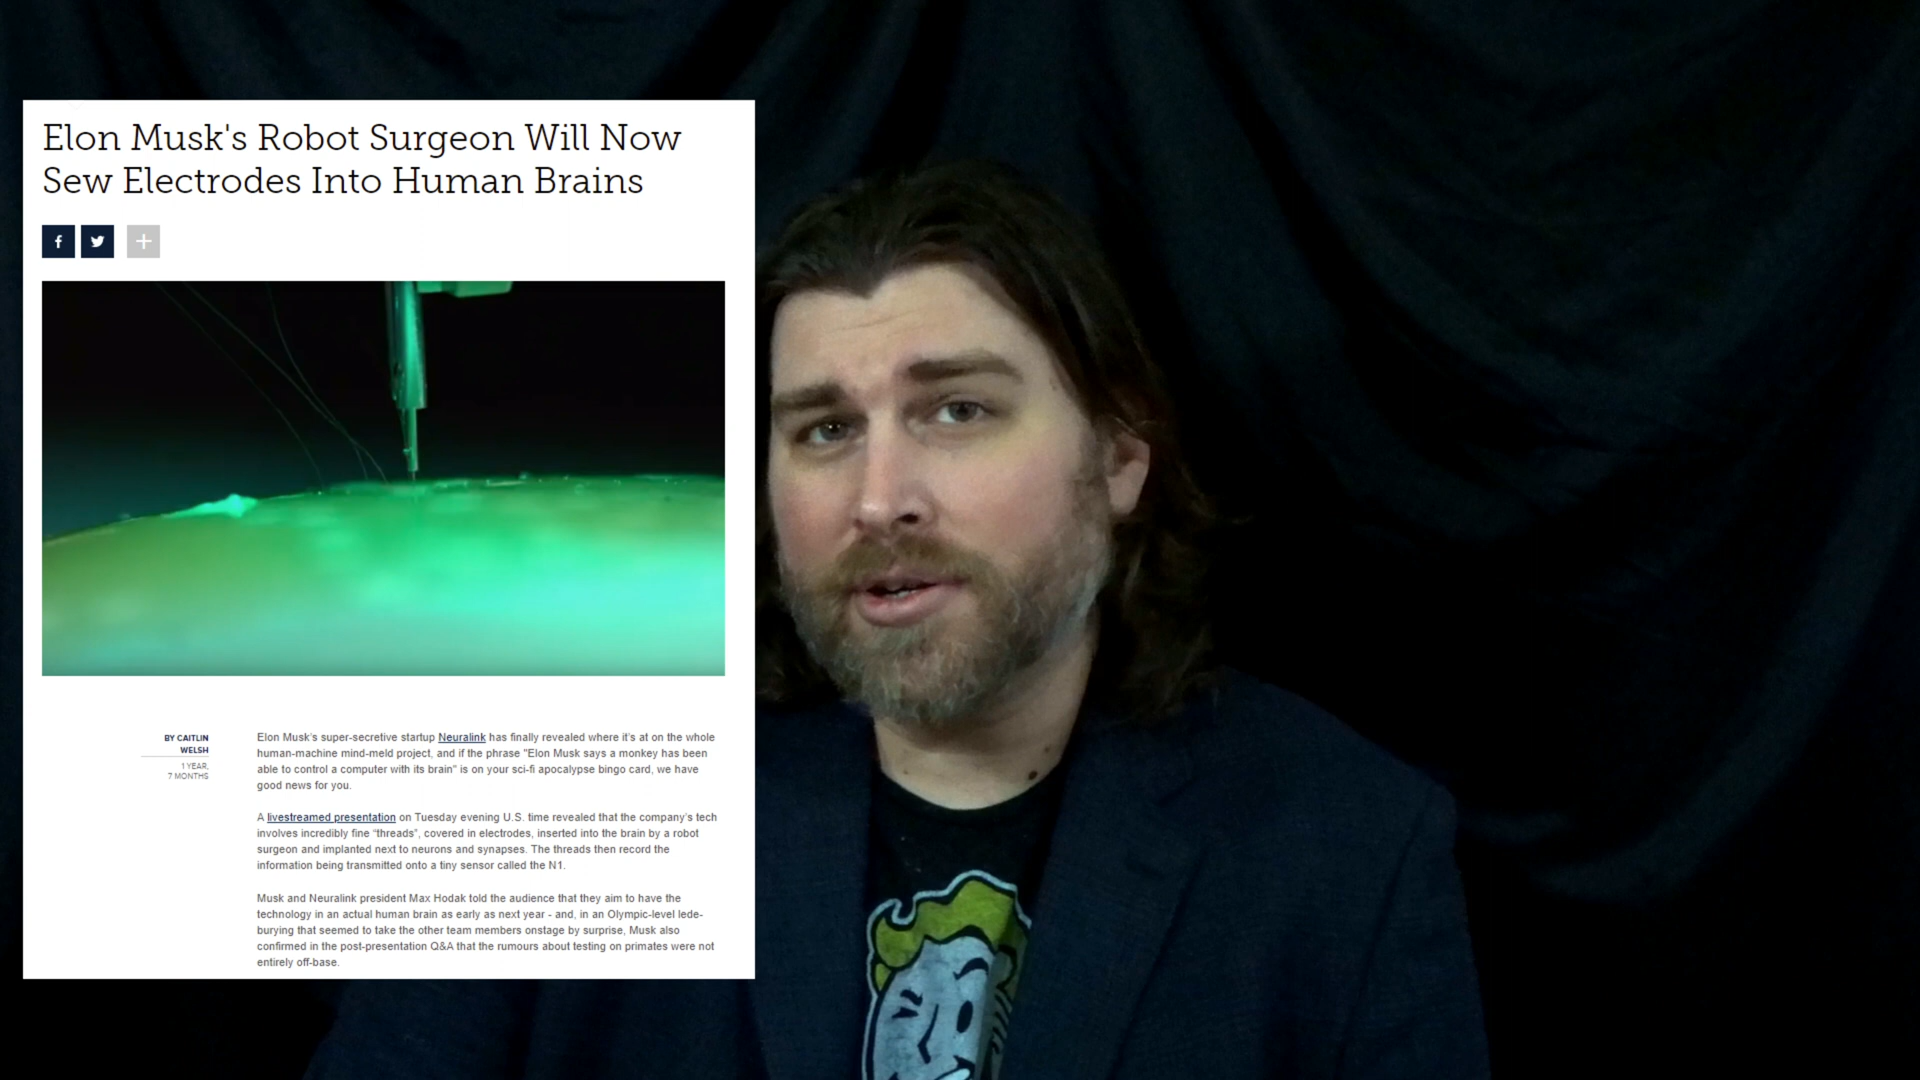 Elon Musk's Robot Surgeon Will Now
Sew Electrodes Into Human Brains
BY CAITLIN
WELSH
1 YEAR,
7 MONTHS
Elon Musk's super-secretive startup Neuralink has finally revealed where it's at on the whole
human-machine mind-meld project, and if the phrase "Elon Musk says a monkey has been
able to control a computer with its brain" is on your sci-fi apocalypse bingo card, we have
good news for you.
A livestreamed presentation on Tuesday evening U.S. time revealed that the company's tech
involves incredibly fine “threads”, covered in electrodes, inserted into the brain by a robot
surgeon and implanted next to neurons and synapses. The threads then record the
information being transmitted onto a tiny sensor called the N1.
Musk and Neuralink president Max Hodak told the audience that they aim to have the
technology in an actual human brain as early as next year - and, in an Olympic-level lede-
burying that seemed to take the other team members onstage by surprise, Musk also
confirmed in the post-presentation Q&A that the rumours about testing on primates were not
entirely off-base.